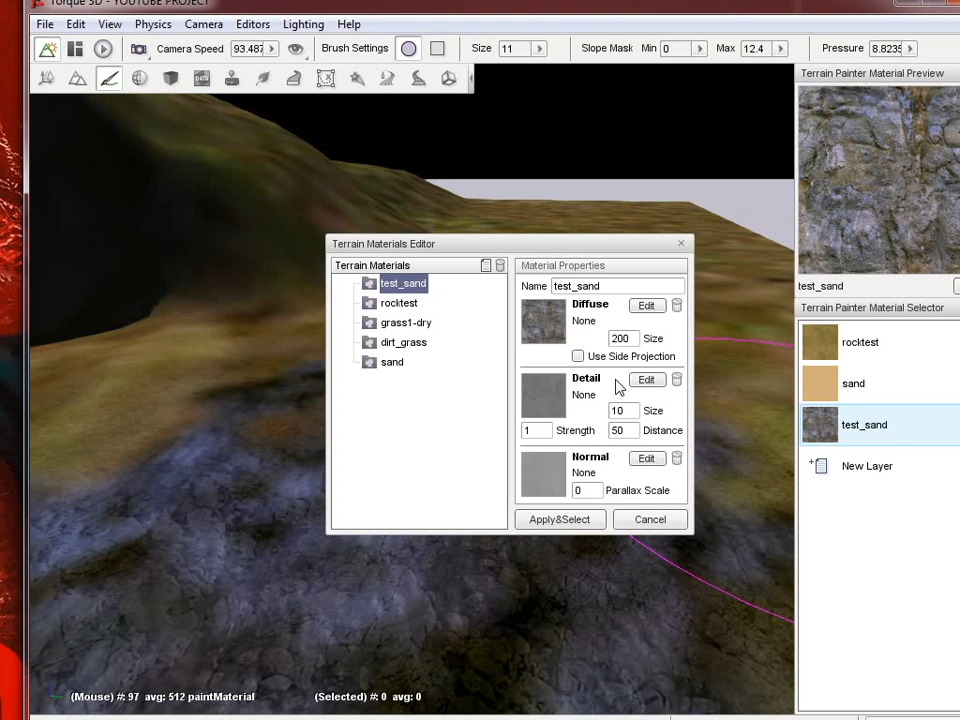 Torque 3D - YOUTUBE PROJECT
File Edit View Physics Camera Editors Lighting Help
Camera Speed 93.487 Brush Settings Size 11 Slope Mask Min 0 Max 12.4 Pressure 8.8235
DATA
Terrain Painter Material Preview
test_sand
Terrain Painter Material Selector
rocktest
sand
test_sand
New Layer
Terrain Materials Editor
Terrain Materials
test_sand
rocktest
grass1-dry
dirt_grass
sand
Material Properties
Name test_sand
Diffuse Edit
None
200 Size
Use Side Projection
Detail Edit
None
10 Size
1 Strength 50 Distance
Normal Edit
None
0 Parallax Scale
Apply&Select Cancel
(Mouse) #: 97 avg: 512 paintMaterial (Selected) #: 0 avg: 0